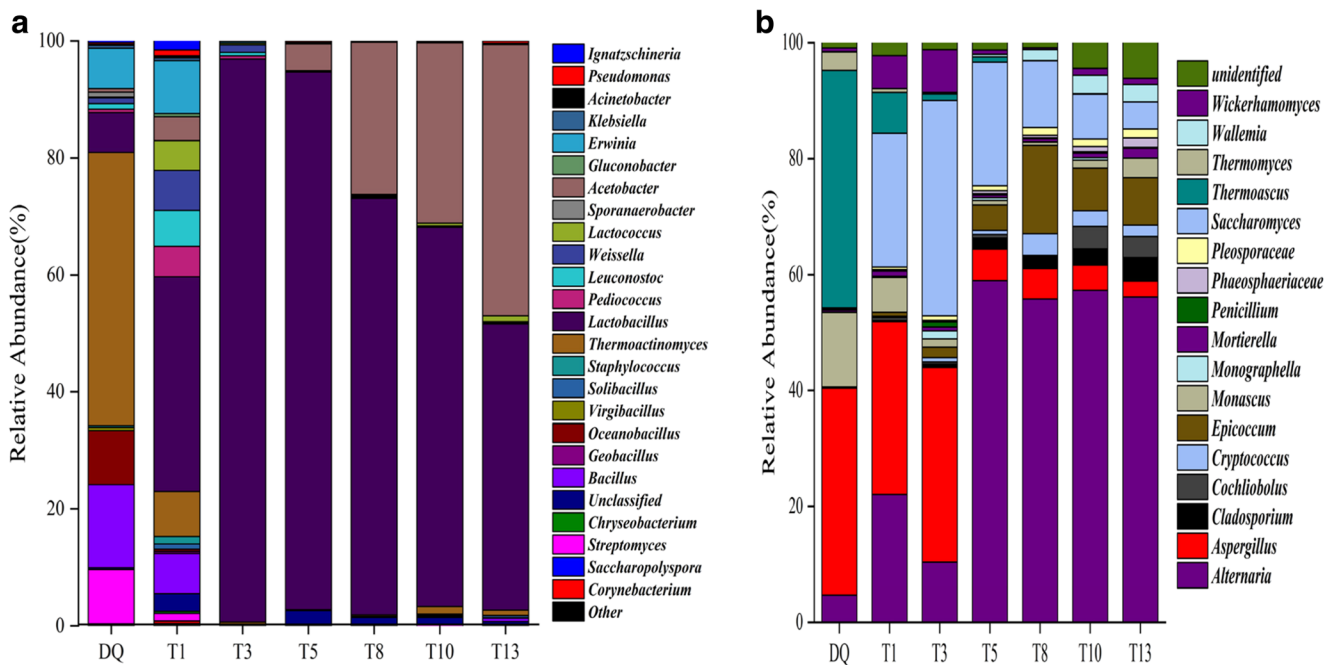 a
Relative Abundance(%)
100
80
60
40
20
0
DQ T1 T3 T5 T8 T10 T13
Ignatzschineria
Pseudomonas
Acinetobacter
Klebsiella
Erwinia
Gluconobacter
Acetobacter
Sporanaerobacter
Lactococcus
Weissella
Leuconostoc
Pediococcus
Lactobacillus
Thermoactinomyces
Staphylococcus
Solibacillus
Virgibacillus
Oceanobacillus
Geobacillus
Bacillus
Unclassified
Chryseobacterium
Streptomyces
Saccharopolyspora
Corynebacterium
Other
b
Relative Abundance(%)
100
80
60
40
20
0
DQ T1 T3 T5 T8 T10 T13
unidentified
Wickerhamomyces
Wallemia
Thermomyces
Thermoascus
Saccharomyces
Pleosporaceae
Phaeosphaeriaceae
Penicillium
Mortierella
Monographella
Monascus
Epicoccum
Cryptococcus
Cochliobolus
Cladosporium
Aspergillus
Alternaria